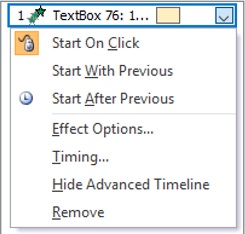 1 TextBox 76: 1...
Start On Click
Start With Previous
Start After Previous
Effect Options...
Timing...
Hide Advanced Timeline
Remove